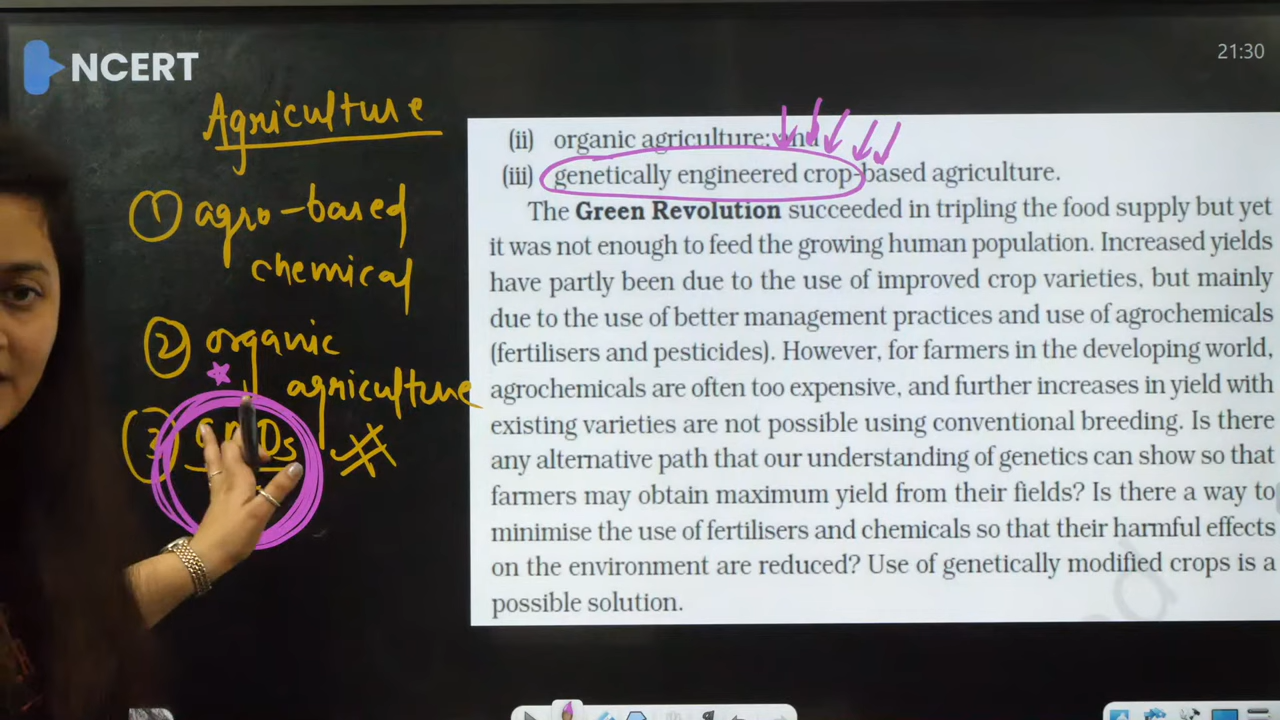 NCERT
21:30
Agriculture
① agro-based
chemical
② organic
agriculture
③
(ii) organic agriculture; and
(iii) genetically engineered crop-based agriculture.
The Green Revolution succeeded in tripling the food supply but yet
it was not enough to feed the growing human population. Increased yields
have partly been due to the use of improved crop varieties, but mainly
due to the use of better management practices and use of agrochemicals
(fertilisers and pesticides). However, for farmers in the developing world,
agrochemicals are often too expensive, and further increases in yield with
existing varieties are not possible using conventional breeding. Is there
any alternative path that our understanding of genetics can show so that
farmers may obtain maximum yield from their fields? Is there a way to
minimise the use of fertilisers and chemicals so that their harmful effects
on the environment are reduced? Use of genetically modified crops is a
possible solution.